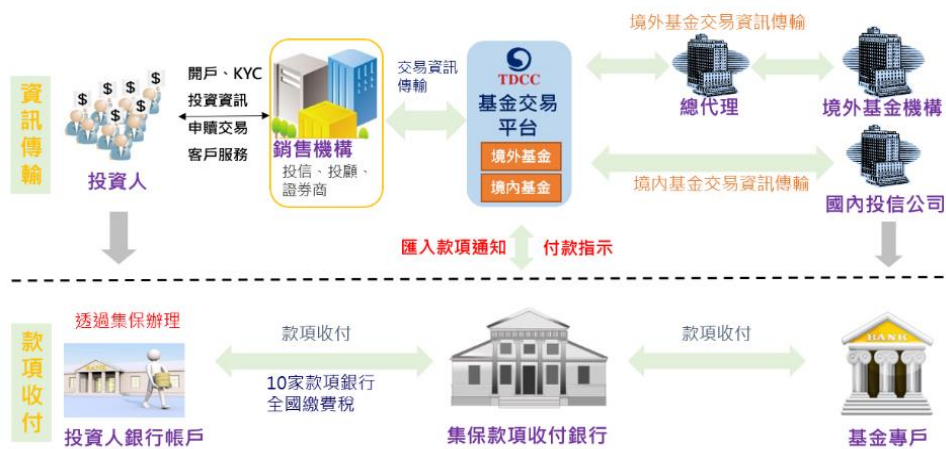 資訊傳輸
$ $ $ $ $ $ $
投資人
開戶、KYC
投資資訊
申贖交易
客戶服務
銷售機構
投信、投顧、
證券商
交易資訊
傳輸
TDCC
基金交易
平台
境外基金
境內基金
境外基金交易資訊傳輸
總代理
境外基金機構
境內基金交易資訊傳輸
國內投信公司
匯入款項通知
付款指示
款項收付
透過集保辦理
投資人銀行帳戶
款項收付
10家款項銀行
全國繳費稅
集保款項收付銀行
款項收付
BANK
基金專戶